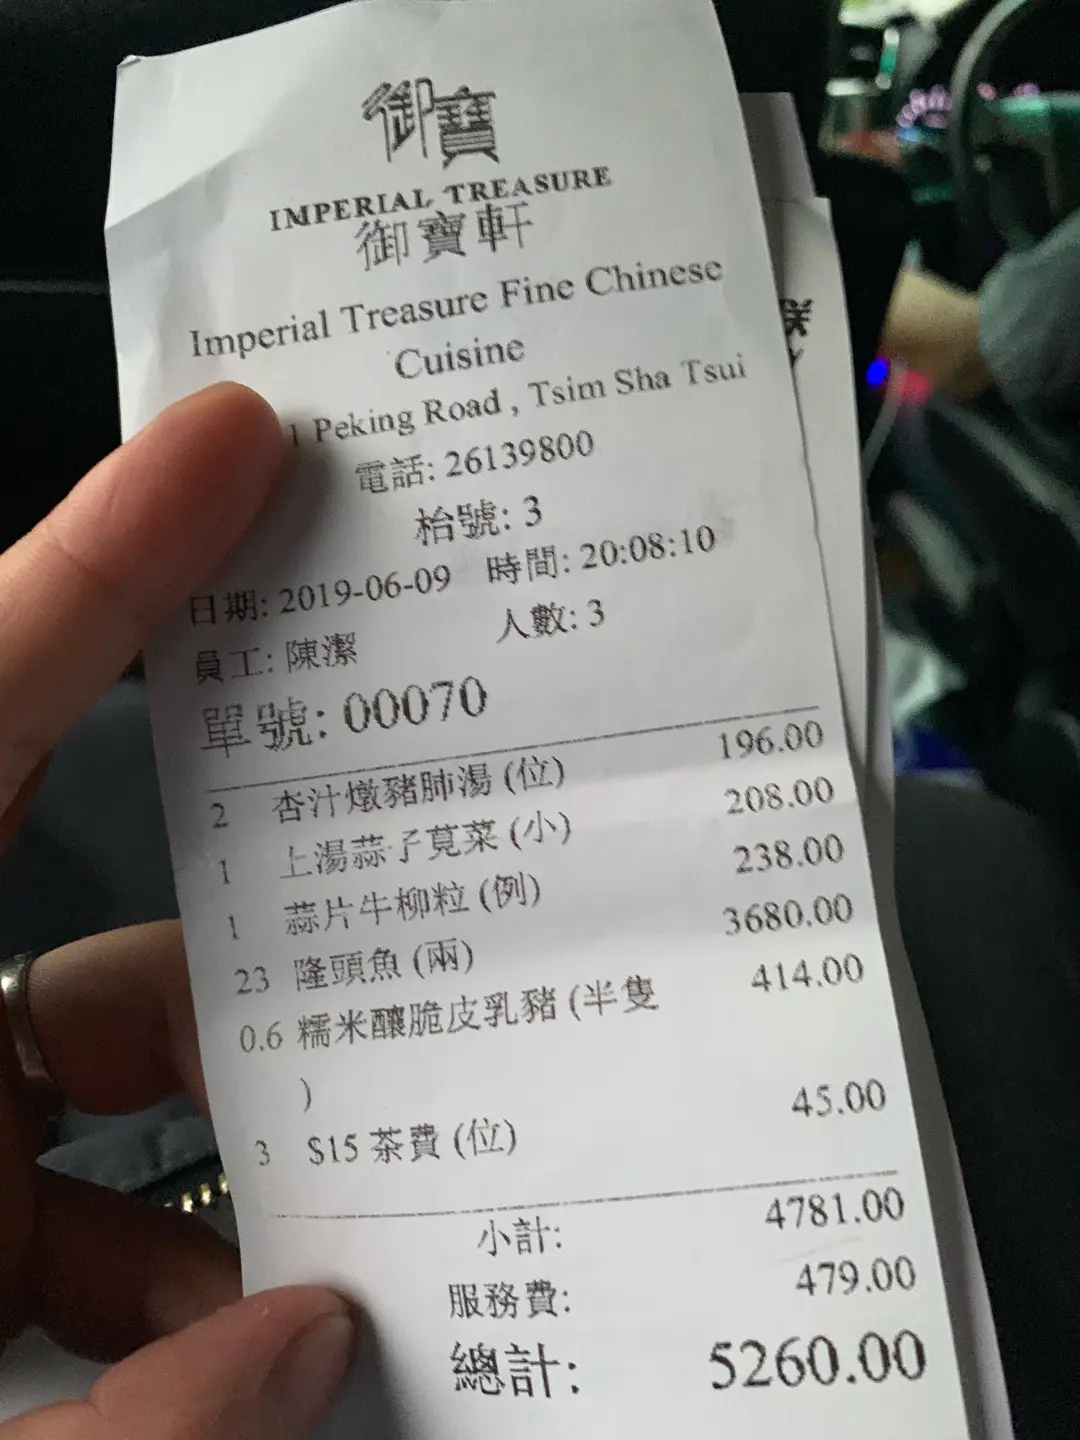 御寶
IMPERIAL TREASURE
御寶軒
Imperial Treasure Fine Chinese
Cuisine
1 Peking Road , Tsim Sha Tsui
電話: 26139800
枱號: 3
日期: 2019-06-09 時間: 20:08:10
員工: 陳潔 人數: 3
單號: 00070
2 杏汁燉豬肺湯 (位) 196.00
1 上湯蒜子莧菜 (小) 208.00
1 蒜片牛柳粒 (例) 238.00
23 隆頭魚 (兩) 3680.00
0.6 糯米釀脆皮乳豬 (半隻 414.00
)
3 $15 茶費 (位) 45.00
小計: 4781.00
服務費: 479.00
總計: 5260.00